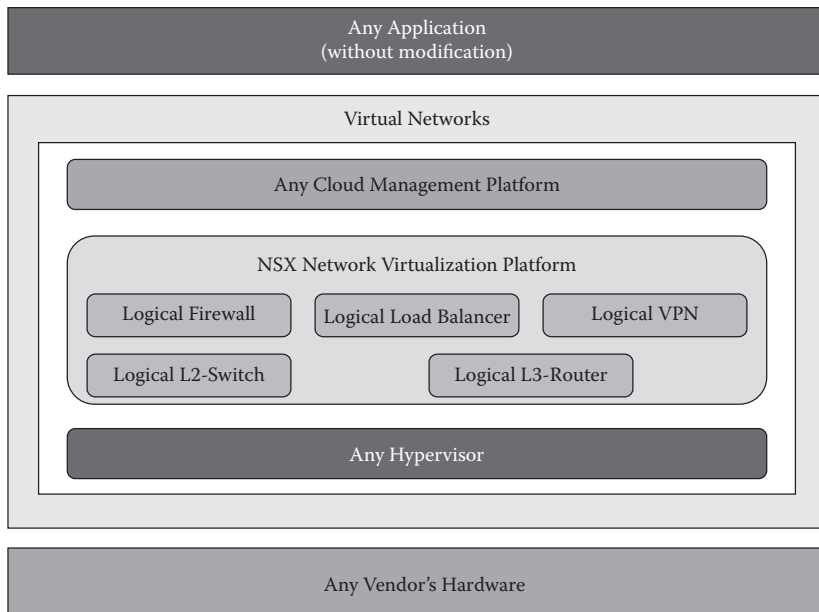 Any Application
(without modification)
Virtual Networks
Any Cloud Management Platform
NSX Network Virtualization Platform
Logical Firewall
Logical Load Balancer
Logical VPN
Logical L2-Switch
Logical L3-Router
Any Hypervisor
Any Vendor’s Hardware